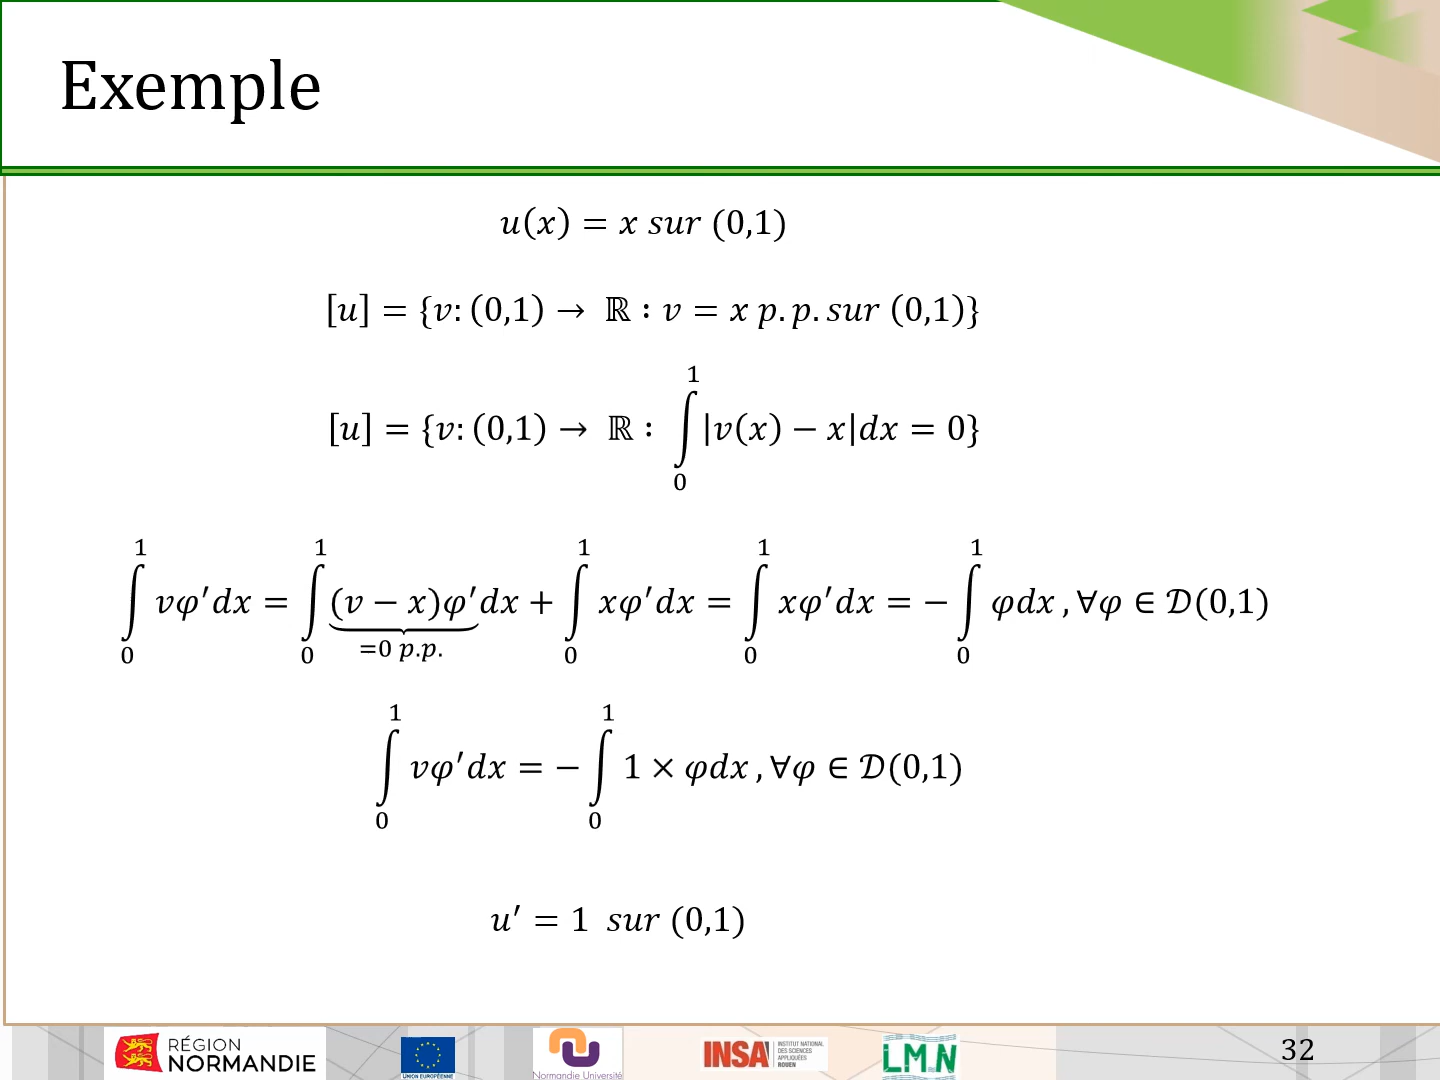 Exemple
u(x) = x sur (0,1)
[u] = {v: (0,1) → ℝ : v = x p.p. sur (0,1)}
[u] = {v: (0,1) → ℝ : ∫₀¹ |v(x) − x|dx = 0}
∫₀¹ vφ′dx = ∫₀¹ (v − x)φ′dx + ∫₀¹ xφ′dx = ∫₀¹ xφ′dx = − ∫₀¹ φdx , ∀φ ∈ 𝒟(0,1)
=0 p.p.
∫₀¹ vφ′dx = − ∫₀¹ 1 × φdx , ∀φ ∈ 𝒟(0,1)
u′ = 1 sur (0,1)
RÉGION
NORMANDIE
UNION EUROPÉENNE
Normandie Université
INSA
INSTITUT NATIONAL
DES SCIENCES
APPLIQUÉES
ROUEN
LMN
32